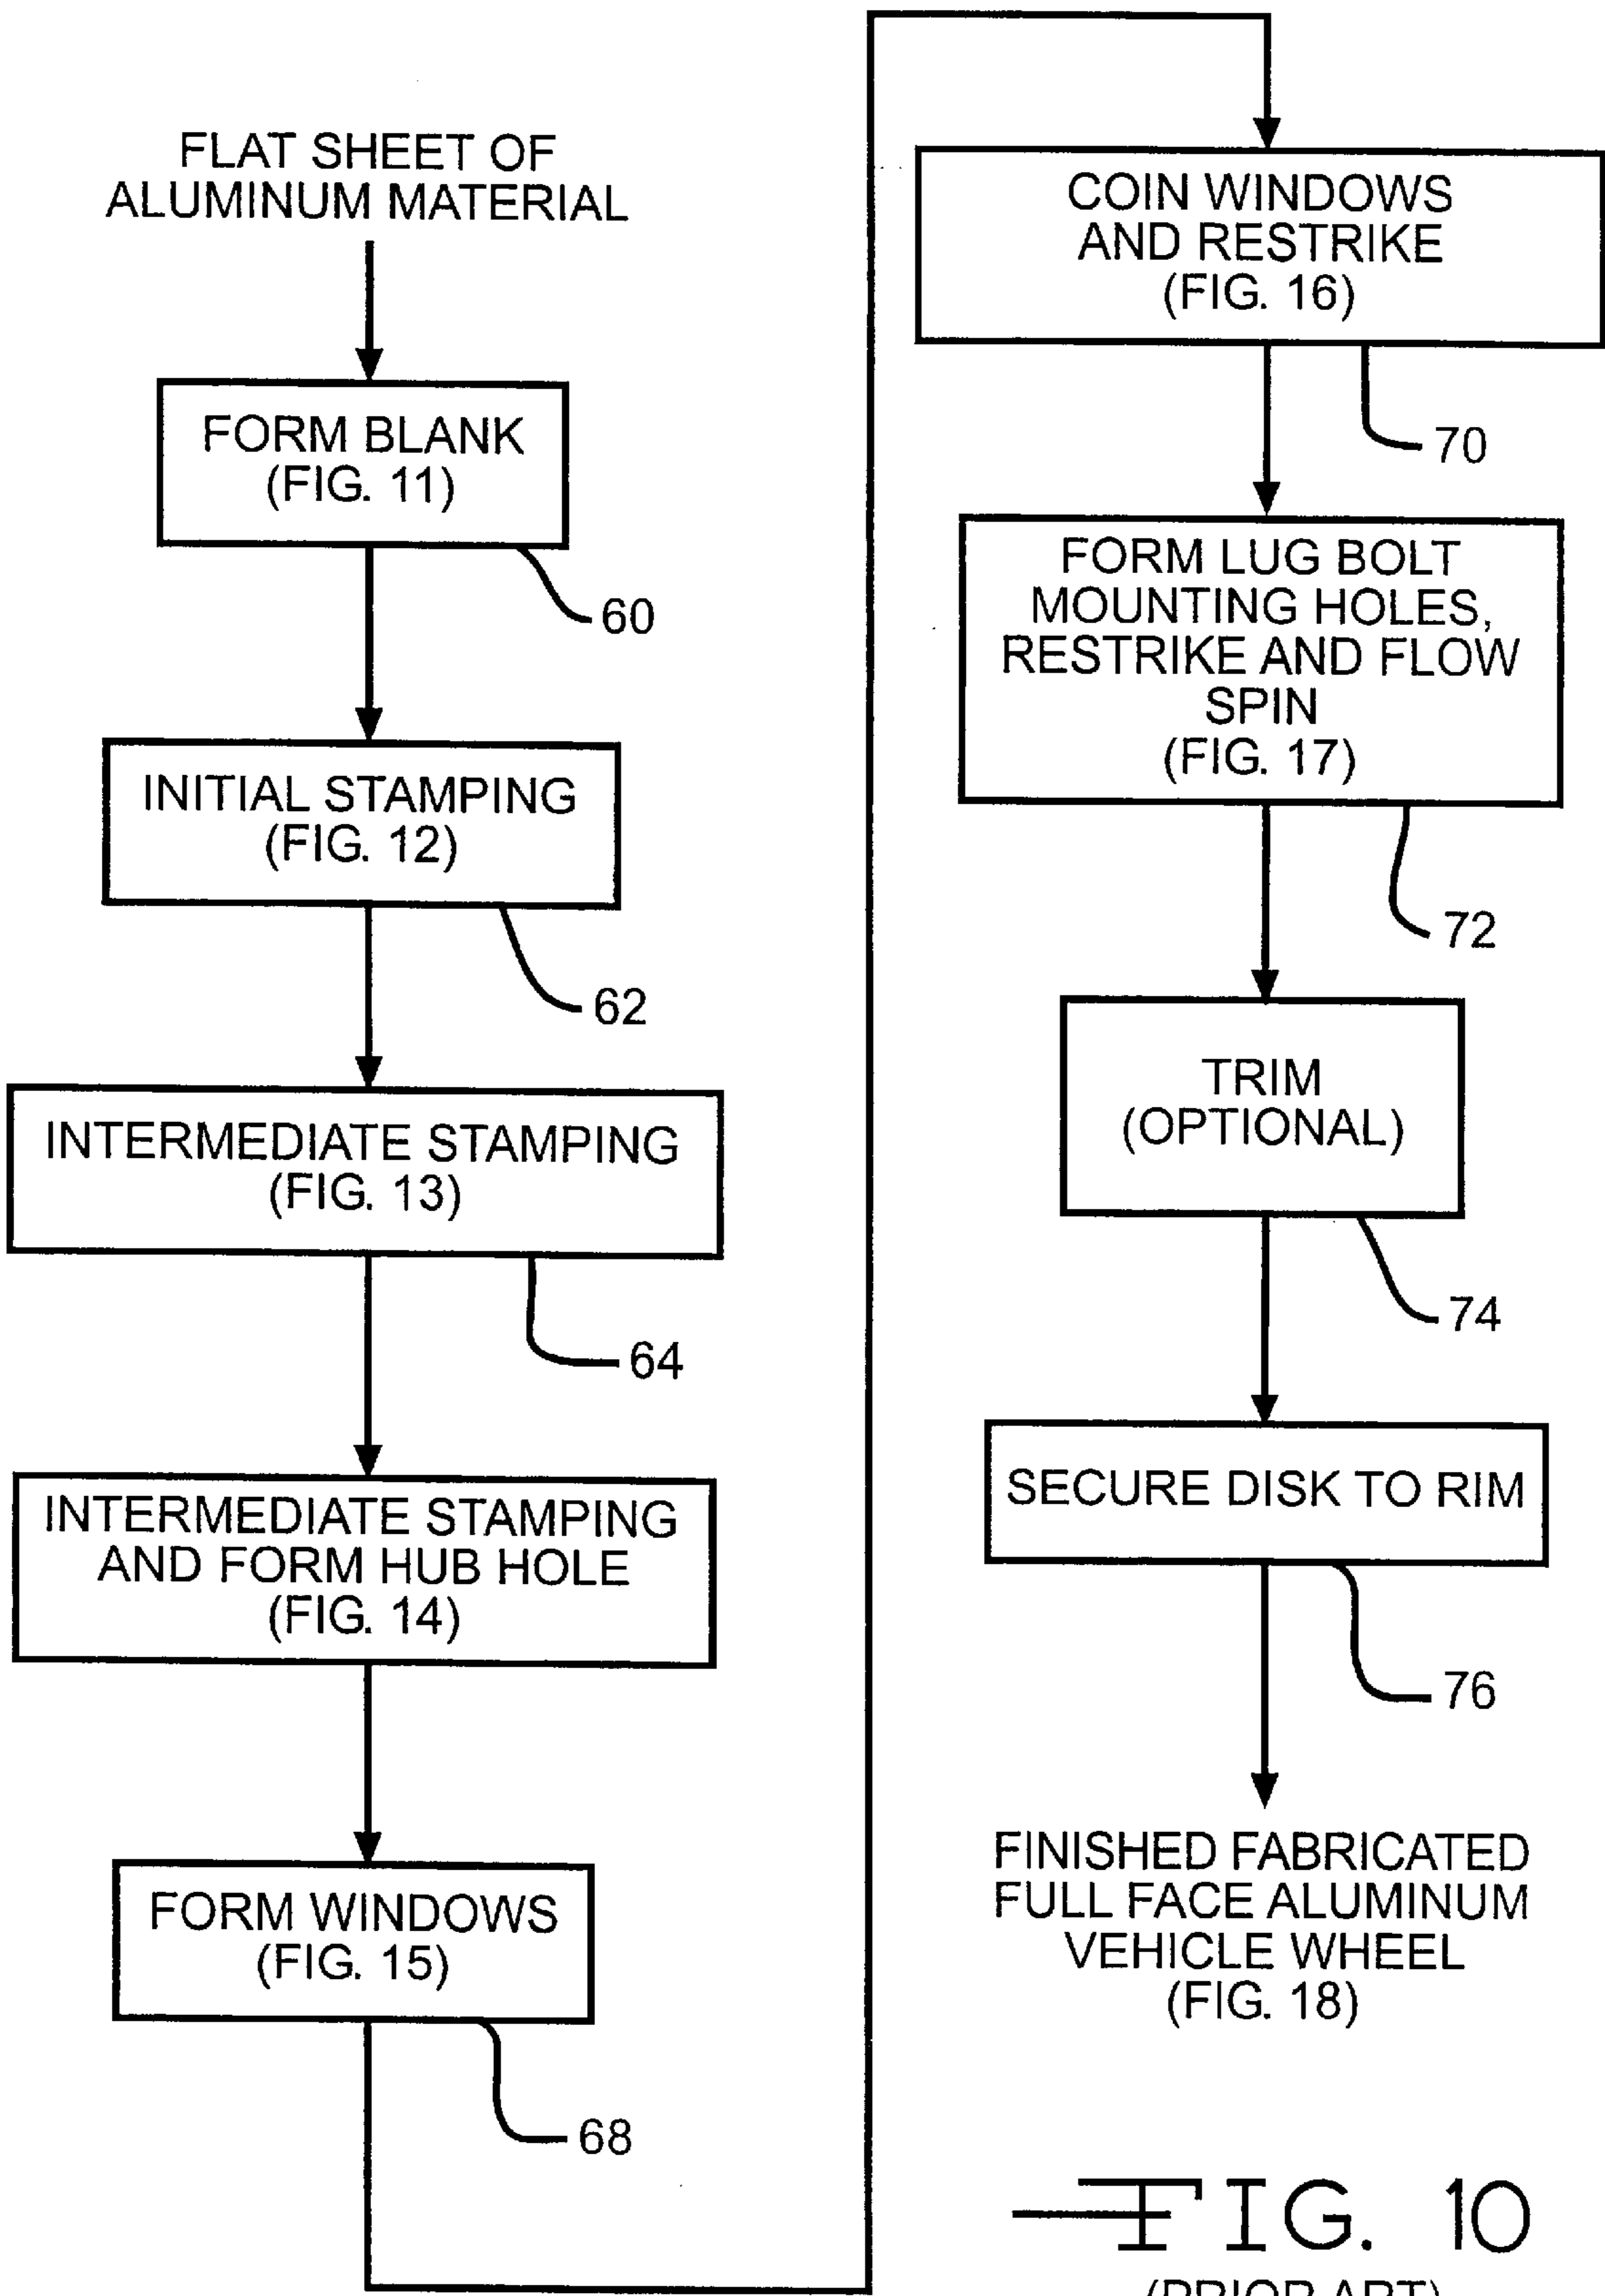 FLAT SHEET OF
ALUMINUM MATERIAL
FORM BLANK
(FIG. 11)
60
INITIAL STAMPING
(FIG. 12)
62
INTERMEDIATE STAMPING
(FIG. 13)
64
INTERMEDIATE STAMPING
AND FORM HUB HOLE
(FIG. 14)
FORM WINDOWS
(FIG. 15)
68
COIN WINDOWS
AND RESTRIKE
(FIG. 16)
70
FORM LUG BOLT
MOUNTING HOLES,
RESTRIKE AND FLOW
SPIN
(FIG. 17)
72
TRIM
(OPTIONAL)
74
SECURE DISK TO RIM
76
FINISHED FABRICATED
FULL FACE ALUMINUM
VEHICLE WHEEL
(FIG. 18)
FIG. 10
(PRIOR ART)